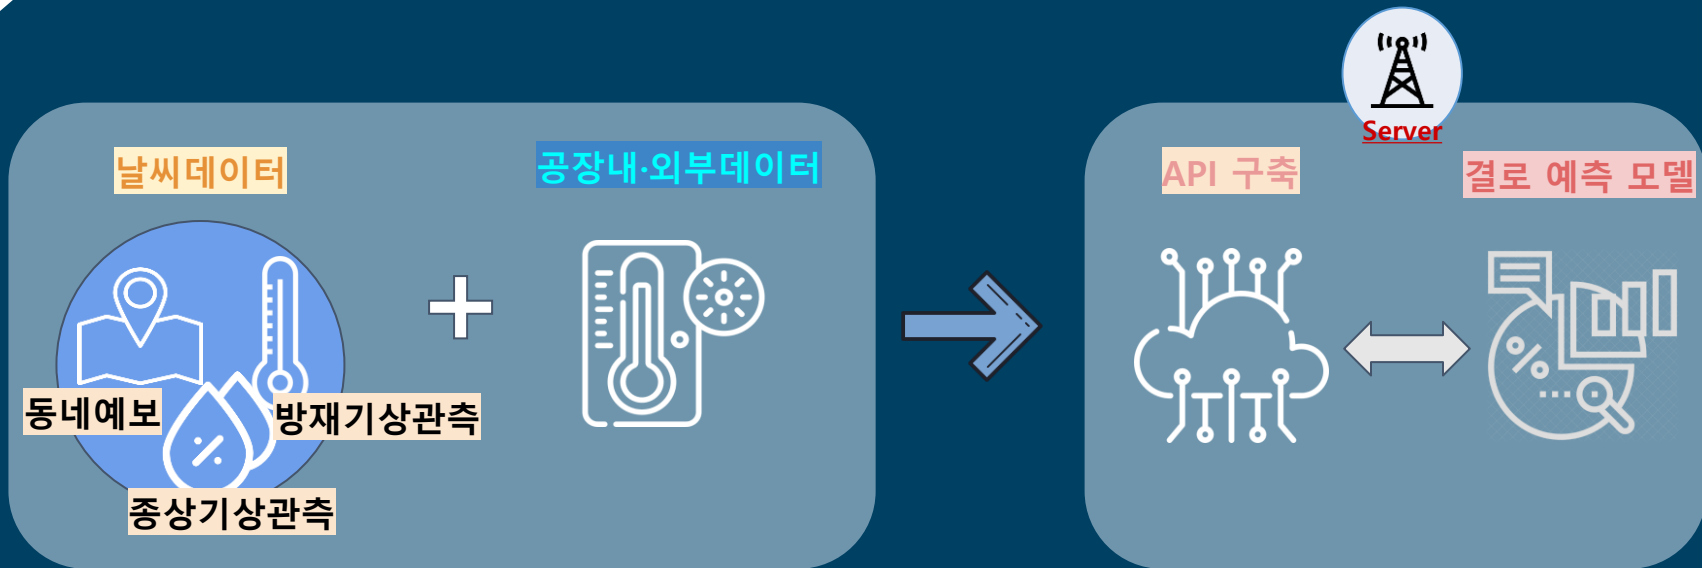 Server
날씨데이터
공장내·외부데이터
API 구축
결로 예측 모델
동네예보
방재기상관측
종상기상관측